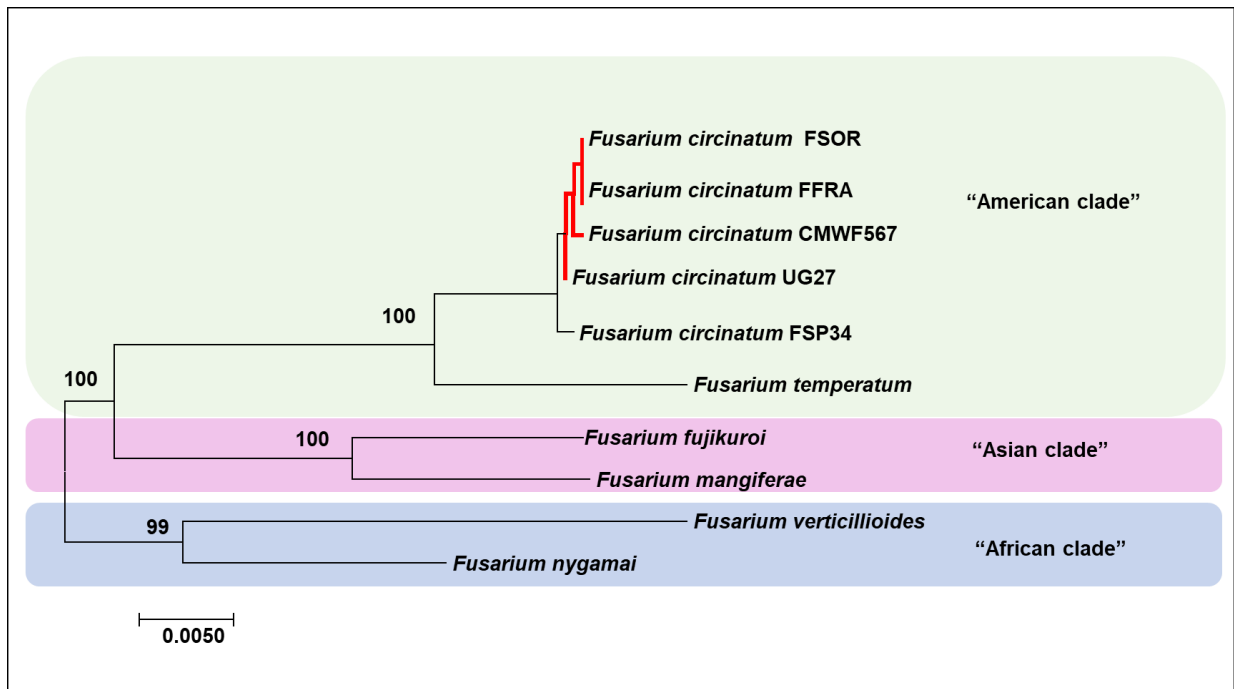 Fusarium circinatum FSOR
Fusarium circinatum FFRA
“American clade”
Fusarium circinatum CMWF567
Fusarium circinatum UG27
100
Fusarium circinatum FSP34
100
Fusarium temperatum
100
Fusarium fujikuroi
“Asian clade”
Fusarium mangiferae
99
Fusarium verticillioides
“African clade”
Fusarium nygamai
0.0050